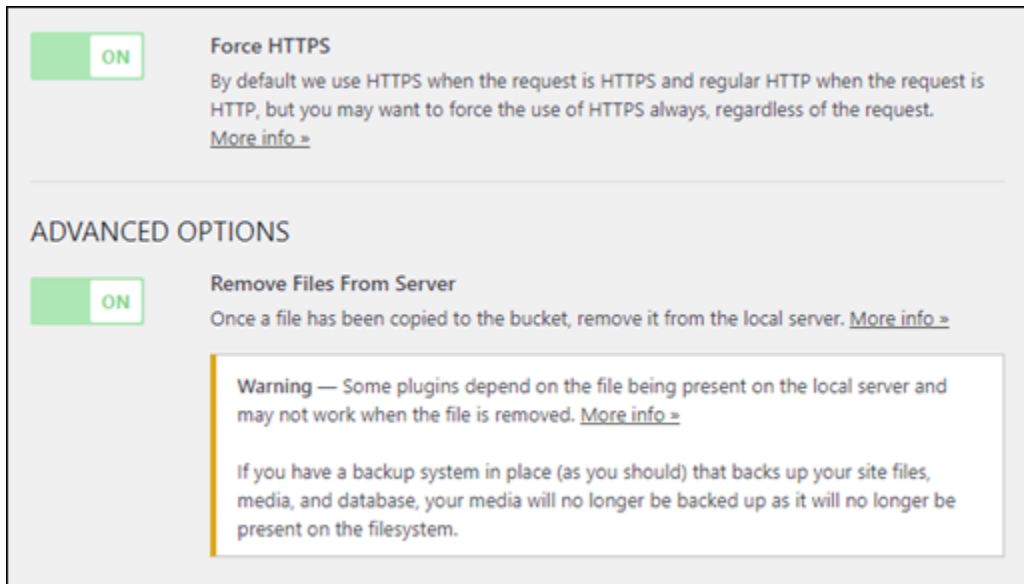 ON
Force HTTPS
By default we use HTTPS when the request is HTTPS and regular HTTP when the request is
HTTP, but you may want to force the use of HTTPS always, regardless of the request.
More info »
ADVANCED OPTIONS
ON
Remove Files From Server
Once a file has been copied to the bucket, remove it from the local server. More info »
Warning — Some plugins depend on the file being present on the local server and
may not work when the file is removed. More info »
If you have a backup system in place (as you should) that backs up your site files,
media, and database, your media will no longer be backed up as it will no longer be
present on the filesystem.